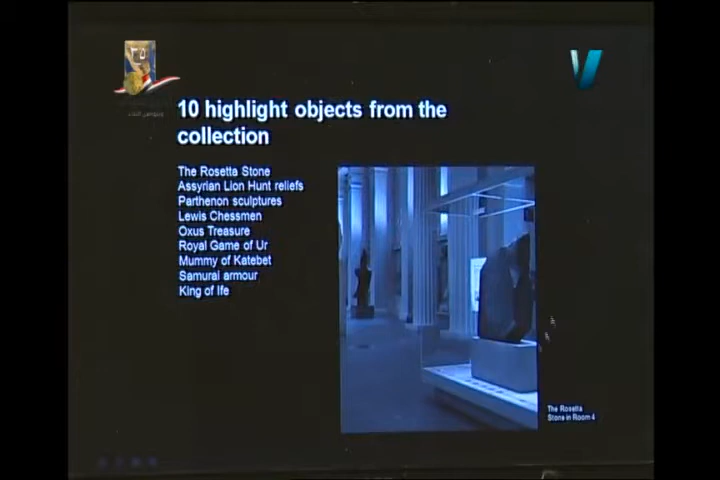 10 highlight objects from the
collection
The Rosetta Stone
Assyrian Lion Hunt reliefs
Parthenon sculptures
Lewis Chessmen
Oxus Treasure
Royal Game of Ur
Mummy of Katebet
Samurai armour
King of Ife
The Rosetta
Stone in Room 4